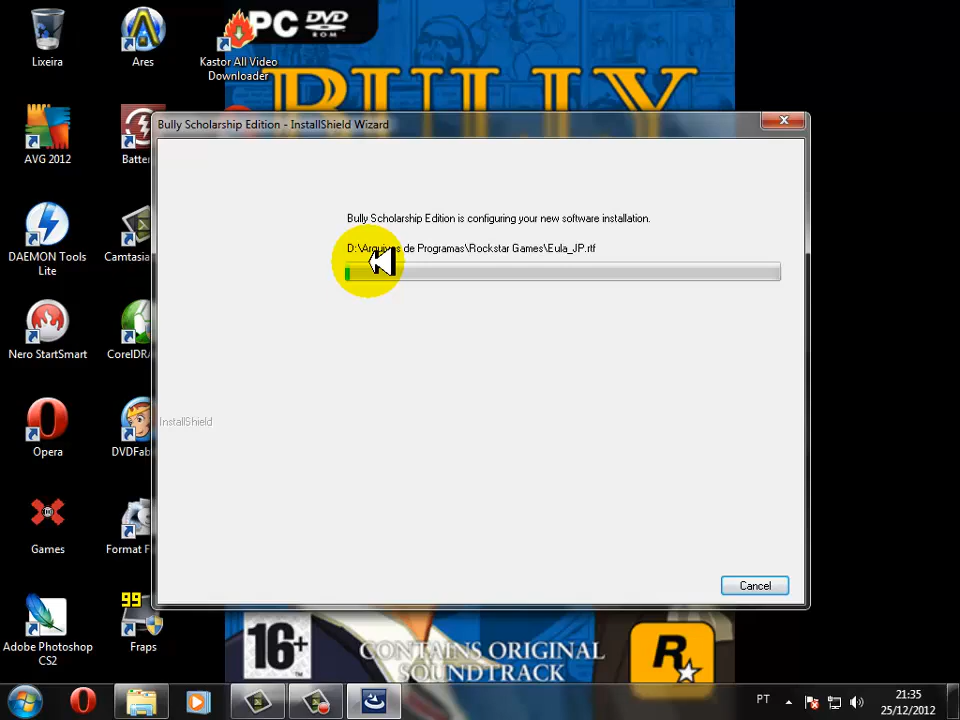 PC DVD
ROM
BULLY
Lixeira
Ares
Kastor All Video
Downloader
Bully Scholarship Edition - InstallShield Wizard
AVG 2012
Batter
Bully Scholarship Edition is configuring your new software installation.
D:\Arquivos de Programas\Rockstar Games\Eula_JP.rtf
DAEMON Tools
Lite
Camtasia
Nero StartSmart
CorelDRA
InstallShield
Opera
DVDFab
Games
Format F
Cancel
99
Adobe Photoshop
CS2
Fraps
16+
CONTAINS ORIGINAL
SOUNDTRACK
R
PT
21:35
25/12/2012